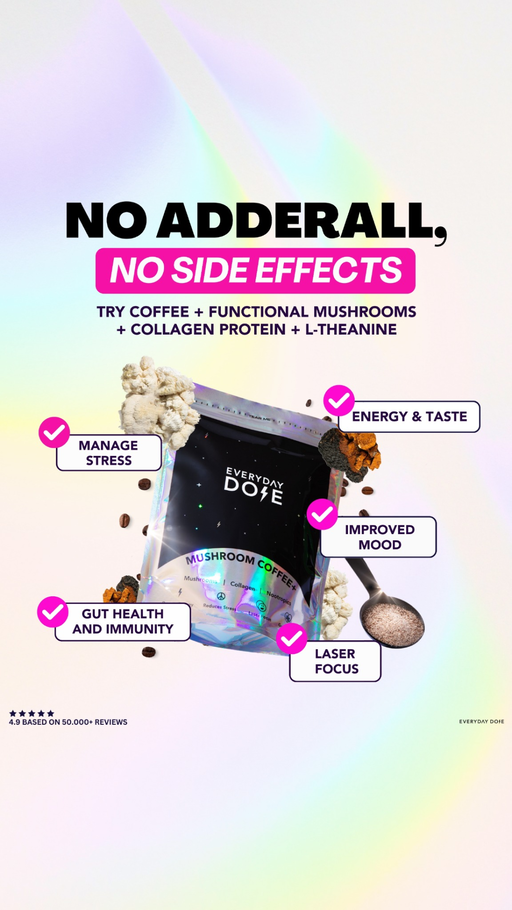 NO ADDERALL,
NO SIDE EFFECTS
TRY COFFEE + FUNCTIONAL MUSHROOMS
+ COLLAGEN PROTEIN + L-THEANINE
ENERGY & TASTE
MANAGE
STRESS
EVERYDAY
DOSE
IMPROVED
MOOD
MUSHROOM COFFEE+
Collagen
GUT HEALTH
AND IMMUNITY
LASER
FOCUS
4.9 BASED ON 50.000+ REVIEWS
EVERYDAY DOSE